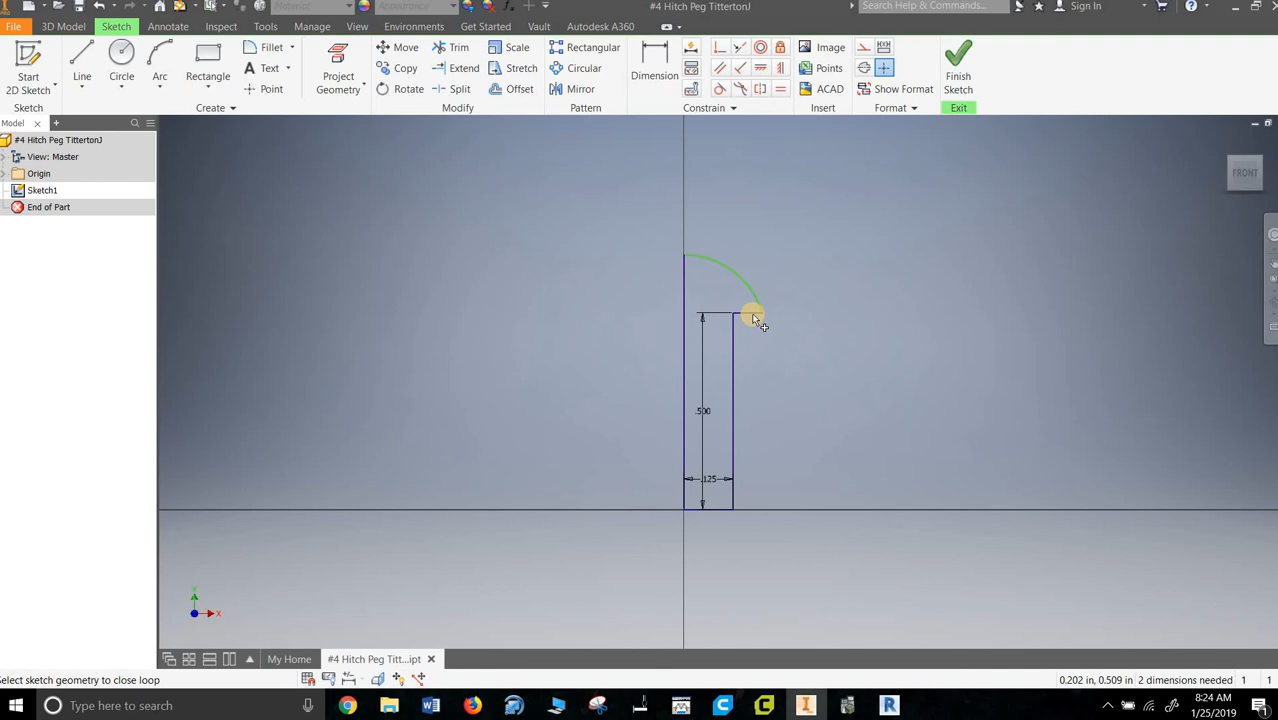 Material
Appearance
#4 Hitch Peg TittertonJ
Search Help & Commands...
Sign In
File
3D Model
Sketch
Annotate
Inspect
Tools
Manage
View
Environments
Get Started
Vault
Autodesk A360
Start
2D Sketch
Line
Circle
Arc
Rectangle
Fillet
Text
Point
Project
Geometry
Move
Copy
Rotate
Trim
Extend
Split
Scale
Stretch
Offset
Rectangular
Circular
Mirror
Dimension
Image
Points
ACAD
Show Format
Finish
Sketch
Sketch
Create
Modify
Pattern
Constrain
Insert
Format
Exit
Model
#4 Hitch Peg TittertonJ
View: Master
Origin
Sketch1
End of Part
FRONT
.500
.125
Y
X
My Home
#4 Hitch Peg Titt...ipt
Select sketch geometry to close loop
0.202 in, 0.509 in
2 dimensions needed
1
1
Type here to search
8:24 AM
1/25/2019